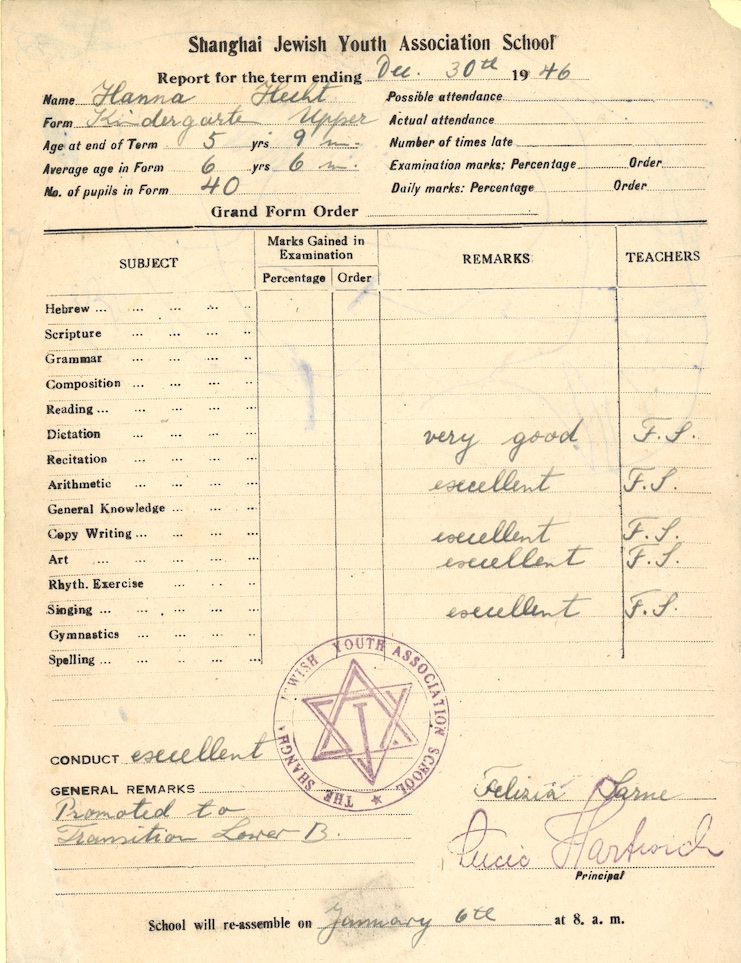 Shanghai Jewish Youth Association School
Report for the term ending Dec. 30th 1946
Name Hanna Hecht
Possible attendance
Form Kindergarten Upper
Actual attendance
Age at end of Term 5 yrs 9 m.
Number of times late
Average age in Form 6 yrs 6 m.
Examination marks; Percentage Order
No. of pupils in Form 40
Daily marks: Percentage Order
Grand Form Order
SUBJECT
Marks Gained in Examination
Percentage Order
REMARKS
TEACHERS
Hebrew
Scripture
Grammar
Composition
Reading
Dictation very good F.S.
Recitation
Arithmetic excellent F.S.
General Knowledge
Copy Writing excellent F.S.
Art excellent F.S.
Rhyth. Exercise
Singing excellent F.S.
Gymnastics
Spelling
THE SHANGHAI JEWISH YOUTH ASSOCIATION SCHOOL
CONDUCT excellent
GENERAL REMARKS
Promoted to
Transition Lower B.
Felizia Sarne
Lucie Hartwich
Principal
School will re-assemble on January 6th at 8. a. m.